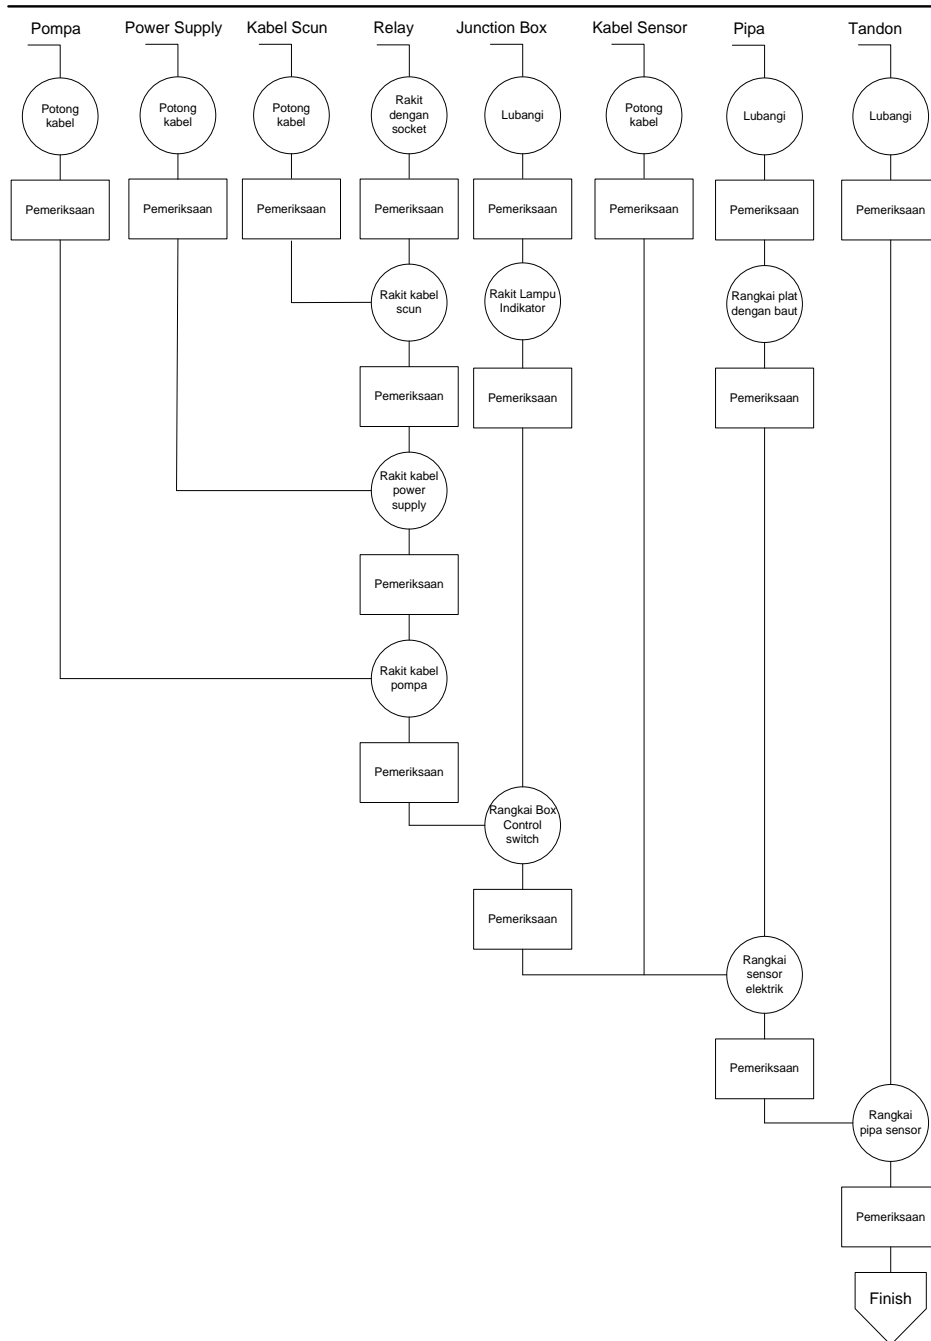 Pompa
Power Supply
Kabel Scun
Relay
Junction Box
Kabel Sensor
Pipa
Tandon
Potong
kabel
Potong
kabel
Potong
kabel
Rakit
dengan
socket
Lubangi
Potong
kabel
Lubangi
Lubangi
Pemeriksaan
Pemeriksaan
Pemeriksaan
Pemeriksaan
Pemeriksaan
Pemeriksaan
Pemeriksaan
Pemeriksaan
Rakit kabel
scun
Rakit Lampu
Indikator
Rangkai plat
dengan baut
Pemeriksaan
Pemeriksaan
Pemeriksaan
Rakit kabel
power
supply
Pemeriksaan
Rakit kabel
pompa
Pemeriksaan
Rangkai Box
Control
switch
Pemeriksaan
Rangkai
sensor
elektrik
Pemeriksaan
Rangkai
pipa sensor
Pemeriksaan
Finish